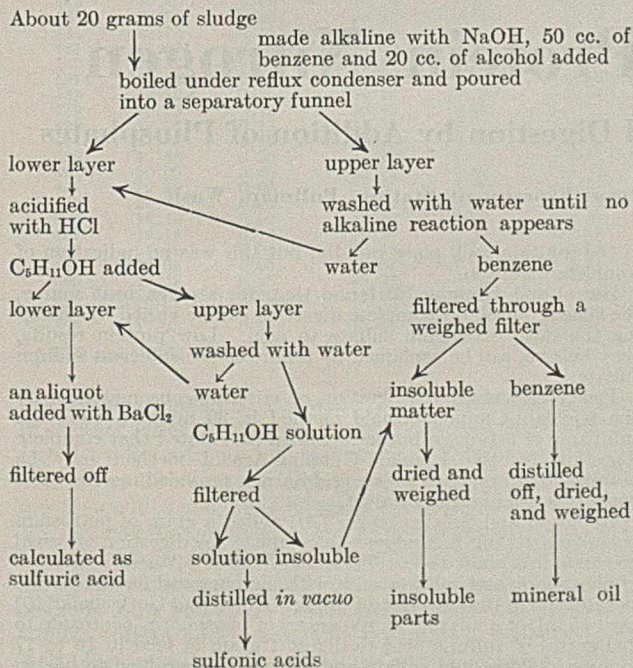 About 20 grams of sludge
made alkaline with NaOH, 50 cc. of
benzene and 20 cc. of alcohol added
boiled under reflux condenser and poured
into a separatory funnel
lower layer
upper layer
acidified
with HCl
washed with water until no
alkaline reaction appears
C₅H₁₁OH added
water
benzene
lower layer
upper layer
filtered through a
weighed filter
washed with water
an aliquot
added with BaCl₂
water
insoluble
matter
benzene
C₅H₁₁OH solution
filtered off
filtered
dried and
weighed
distilled
off, dried,
and weighed
calculated as
sulfuric acid
solution insoluble
distilled in vacuo
insoluble
parts
mineral oil
sulfonic acids